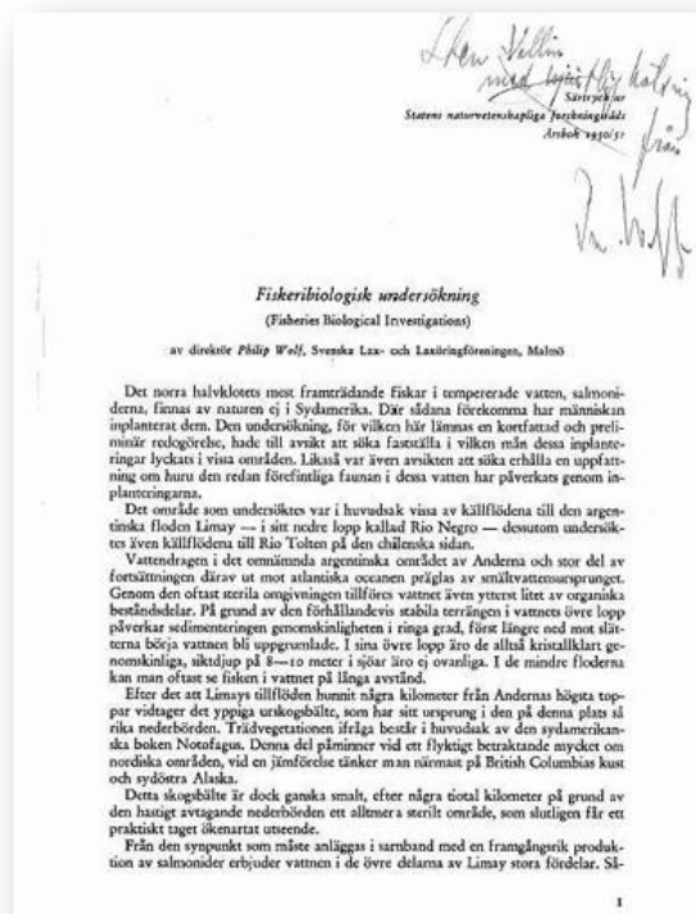 med
från
Särtryck ur
Statens naturvetenskapliga forskningsråds
Årsbok 1950/51
Fiskeribiologisk undersökning
(Fisheries Biological Investigations)
av direktör Philip Wolf, Svenska Lax- och Laxöringföreningen, Malmö
Det norra halvklotets mest framträdande fiskar i tempererade vatten, salmoni-
derna, finnas av naturen ej i Sydamerika. Där sådana förekomma har människan
inplanterat dem. Den undersökning, för vilken här lämnas en kortfattad och preli-
minär redogörelse, hade till avsikt att söka fastställa i vilken mån dessa inplante-
ringar lyckats i vissa områden. Likaså var även avsikten att söka erhålla en uppfatt-
ning om huru den redan förefintliga faunan i dessa vatten har påverkats genom in-
planteringarna.
Det område som undersöktes var i huvudsak vissa av källflödena till den argen-
tinska floden Limay — i sitt nedre lopp kallad Rio Negro — dessutom undersök-
tes även källflödena till Rio Tolten på den chilenska sidan.
Vattendragen i det omnämnda argentinska området av Anderna och stor del av
fortsättningen därav ut mot atlantiska oceanen präglas av smältvattensursprunget.
Genom den oftast sterila omgivningen tillföres vattnet även ytterst litet av organiska
beståndsdelar. På grund av den förhållandevis stabila terrängen i vattnets övre lopp
påverkar sedimenteringen genomskinligheten i ringa grad, först längre ned mot slät-
terna börja vattnen bli uppgrumlade. I sina övre lopp äro de alltså kristallklart ge-
nomskinliga, siktdjup på 8—10 meter i sjöar äro ej ovanliga. I de mindre floderna
kan man oftast se fisken i vattnet på långa avstånd.
Efter det att Limays tillflöden hunnit några kilometer från Andernas högsta top-
par vidtager det yppiga urskogsbälte, som har sitt ursprung i den på denna plats så
rika nederbörden. Trädvegetationen ifråga består i huvudsak av den sydamerikan-
ska boken Notofagus. Denna del påminner vid ett flyktigt betraktande mycket om
nordiska områden, vid en jämförelse tänker man närmast på British Columbias kust
och sydöstra Alaska.
Detta skogsbälte är dock ganska smalt, efter några tiotal kilometer på grund av
den hastigt avtagande nederbörden ett alltmera sterilt område, som slutligen får ett
praktiskt taget ökenartat utseende.
Från den synpunkt som måste anläggas i samband med en framgångsrik produk-
tion av salmonider erbjuder vattnen i de övre delarna av Limay stora fördelar. Så-
1